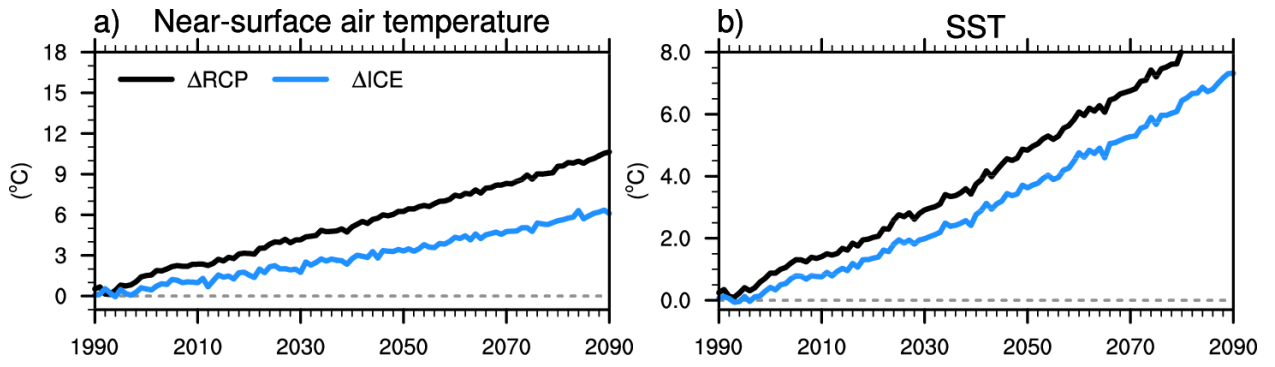 a) Near-surface air temperature
18
15
12
9
6
3
0
(°C)
ΔRCP ΔICE
1990 2010 2030 2050 2070 2090
b) SST
8.0
6.0
4.0
2.0
0.0
(°C)
1990 2010 2030 2050 2070 2090